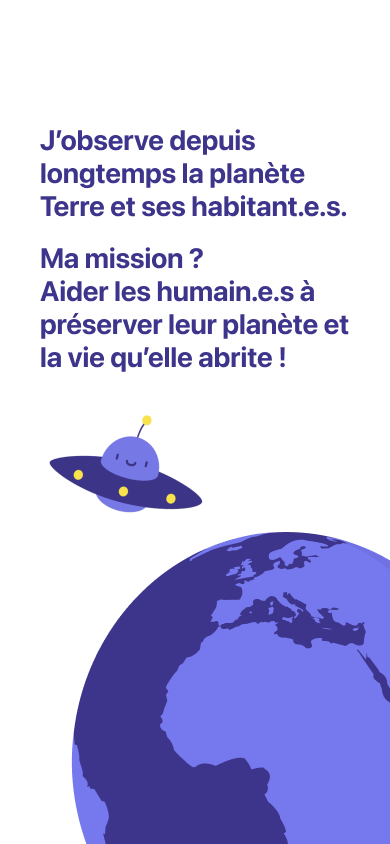 J’observe depuis
longtemps la planète
Terre et ses habitant.e.s.
Ma mission ?
Aider les humain.e.s à
préserver leur planète et
la vie qu’elle abrite !